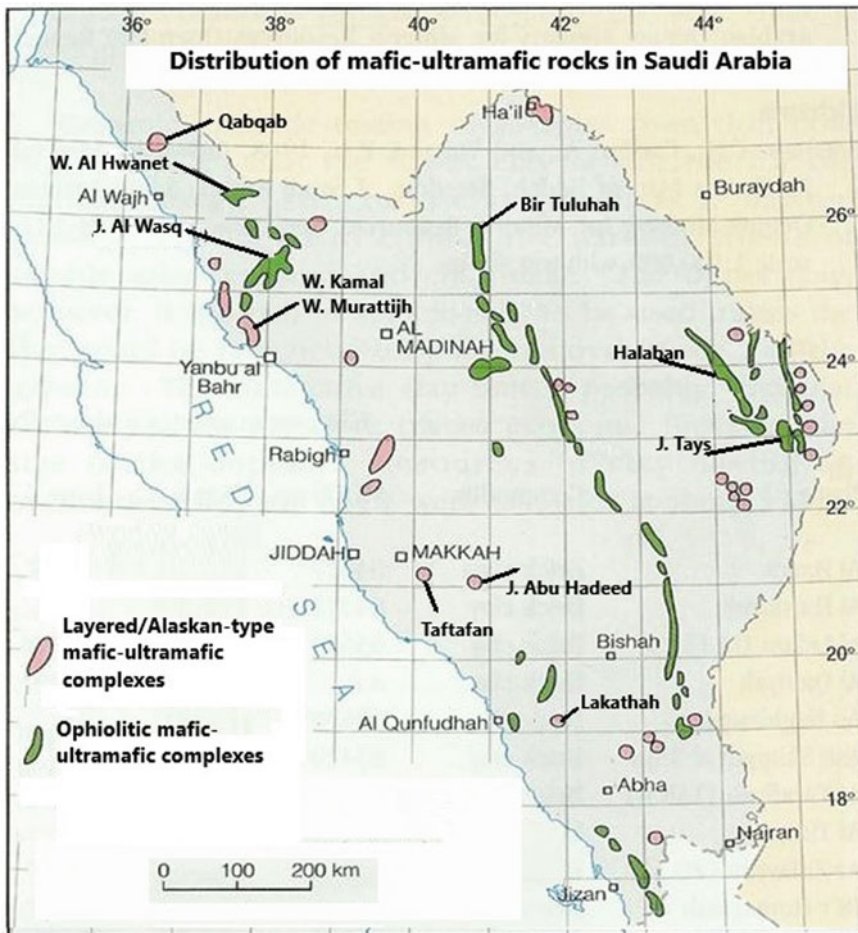 36
38
40
42
44
Distribution of mafic-ultramafic rocks in Saudi Arabia
Qabqab
Ha'il
W. Al Hwanet
Al Wajh
Buraydah
26°
Bir Tuluhah
J. Al Wasq
W. Kamal
W. Murattijh
AL
MADINAH
24°
Yanbu al
Bahr
Halaban
J. Tays
Rabigh
22°
RED SEA
JIDDAH
MAKKAH
J. Abu Hadeed
Taftafan
Layered/Alaskan-type
mafic-ultramafic
complexes
Bishah
20°
Lakathah
Al Qunfudhah
Ophiolitic mafic-
ultramafic complexes
Abha
18°
Najran
0 100 200 km
Jizan